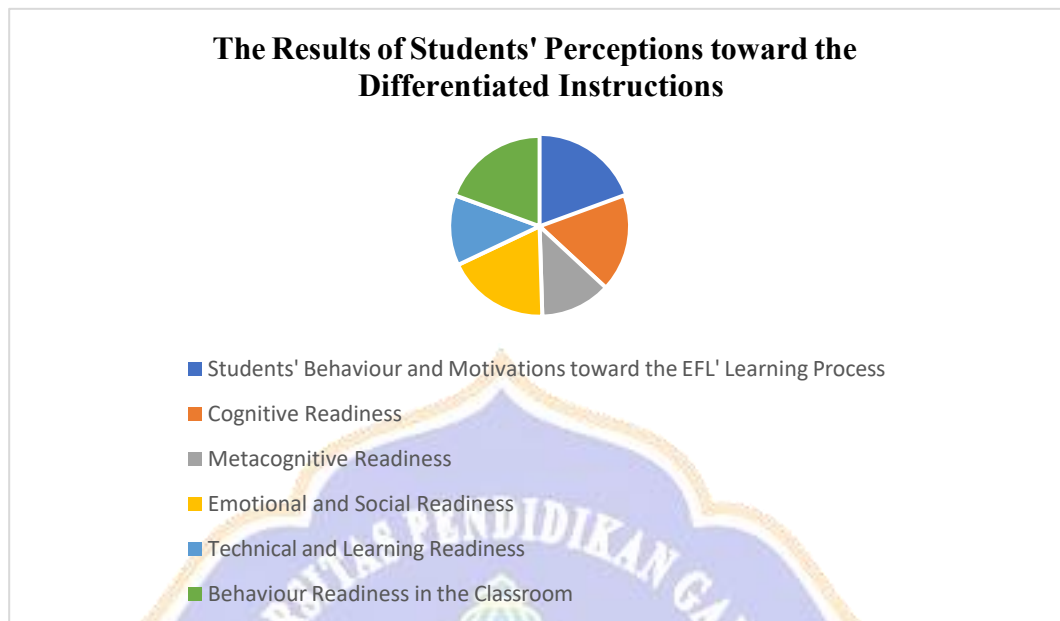 The Results of Students' Perceptions toward the
Differentiated Instructions
Students' Behaviour and Motivations toward the EFL' Learning Process
Cognitive Readiness
Metacognitive Readiness
Emotional and Social Readiness
Technical and Learning Readiness
Behaviour Readiness in the Classroom
PENDIDIKAN